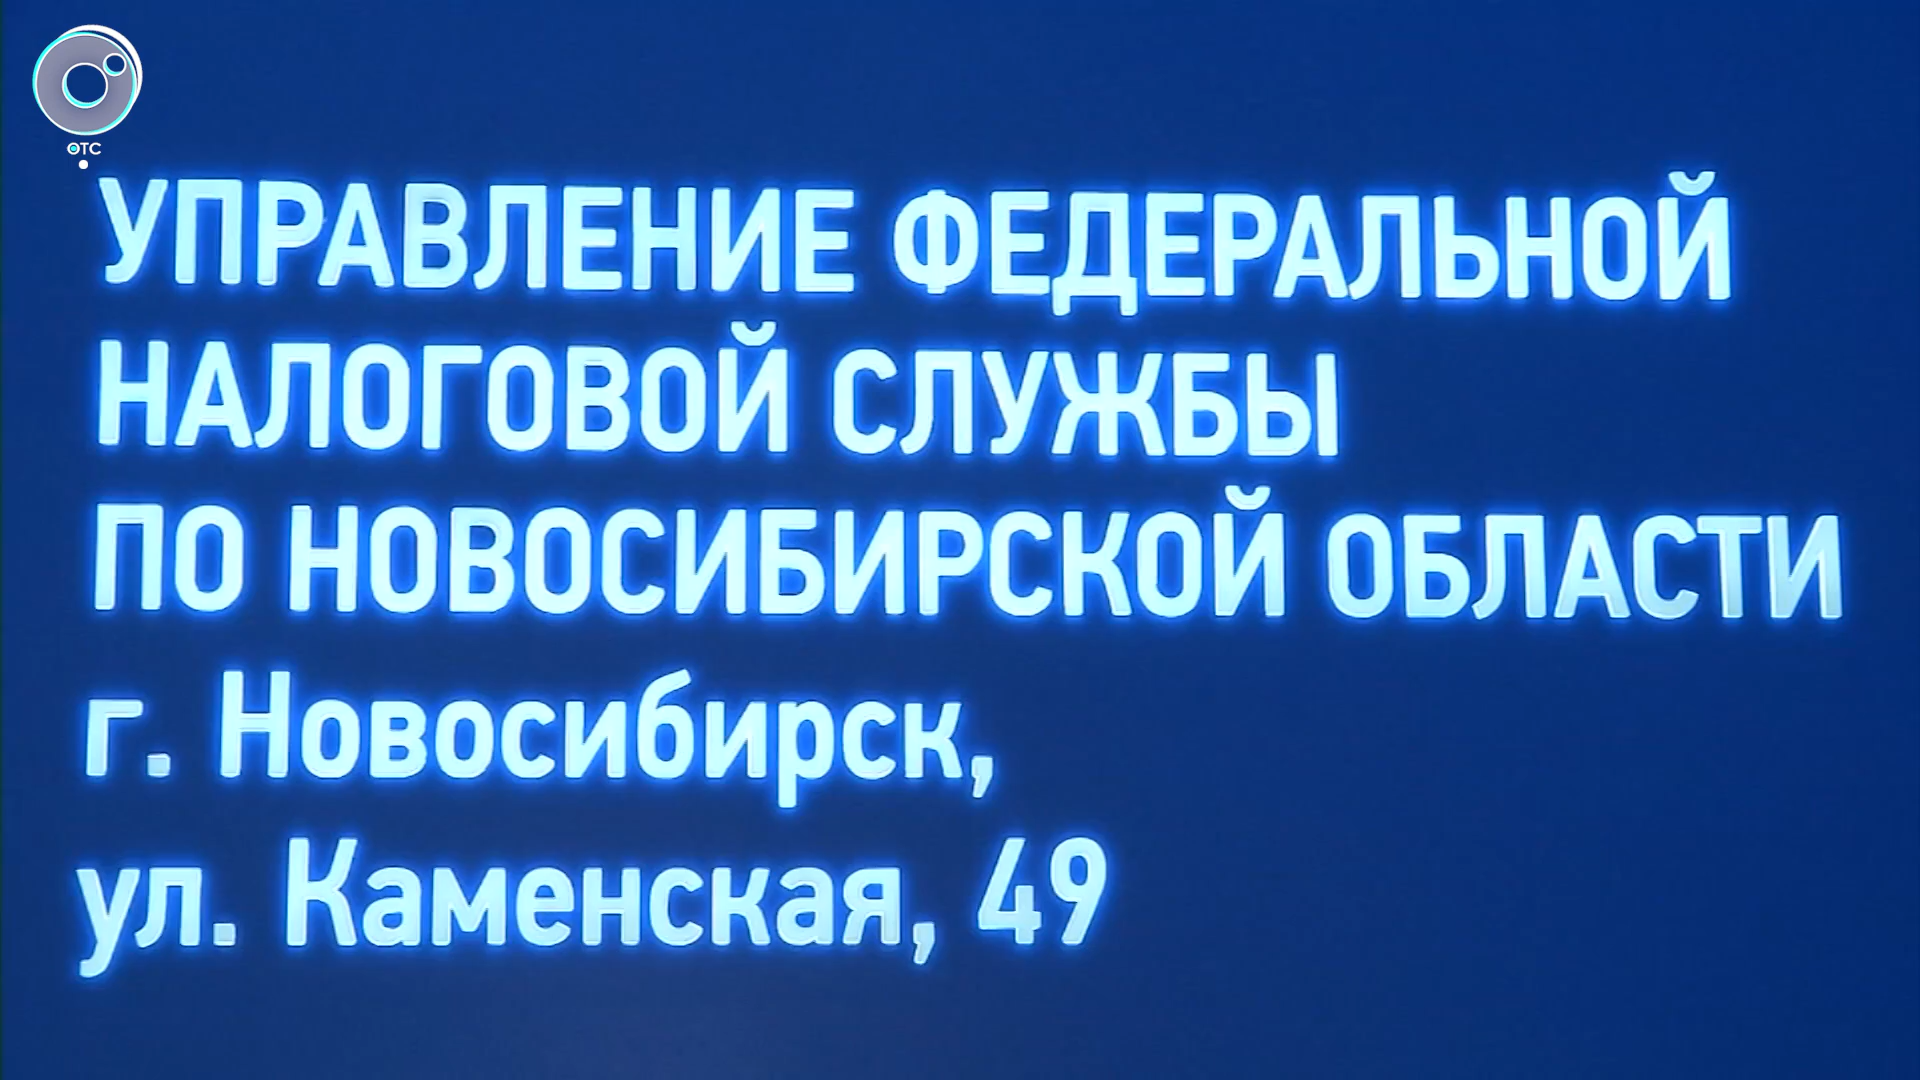 ОТС
УПРАВЛЕНИЕ ФЕДЕРАЛЬНОЙ
НАЛОГОВОЙ СЛУЖБЫ
ПО НОВОСИБИРСКОЙ ОБЛАСТИ
г. Новосибирск,
ул. Каменская, 49